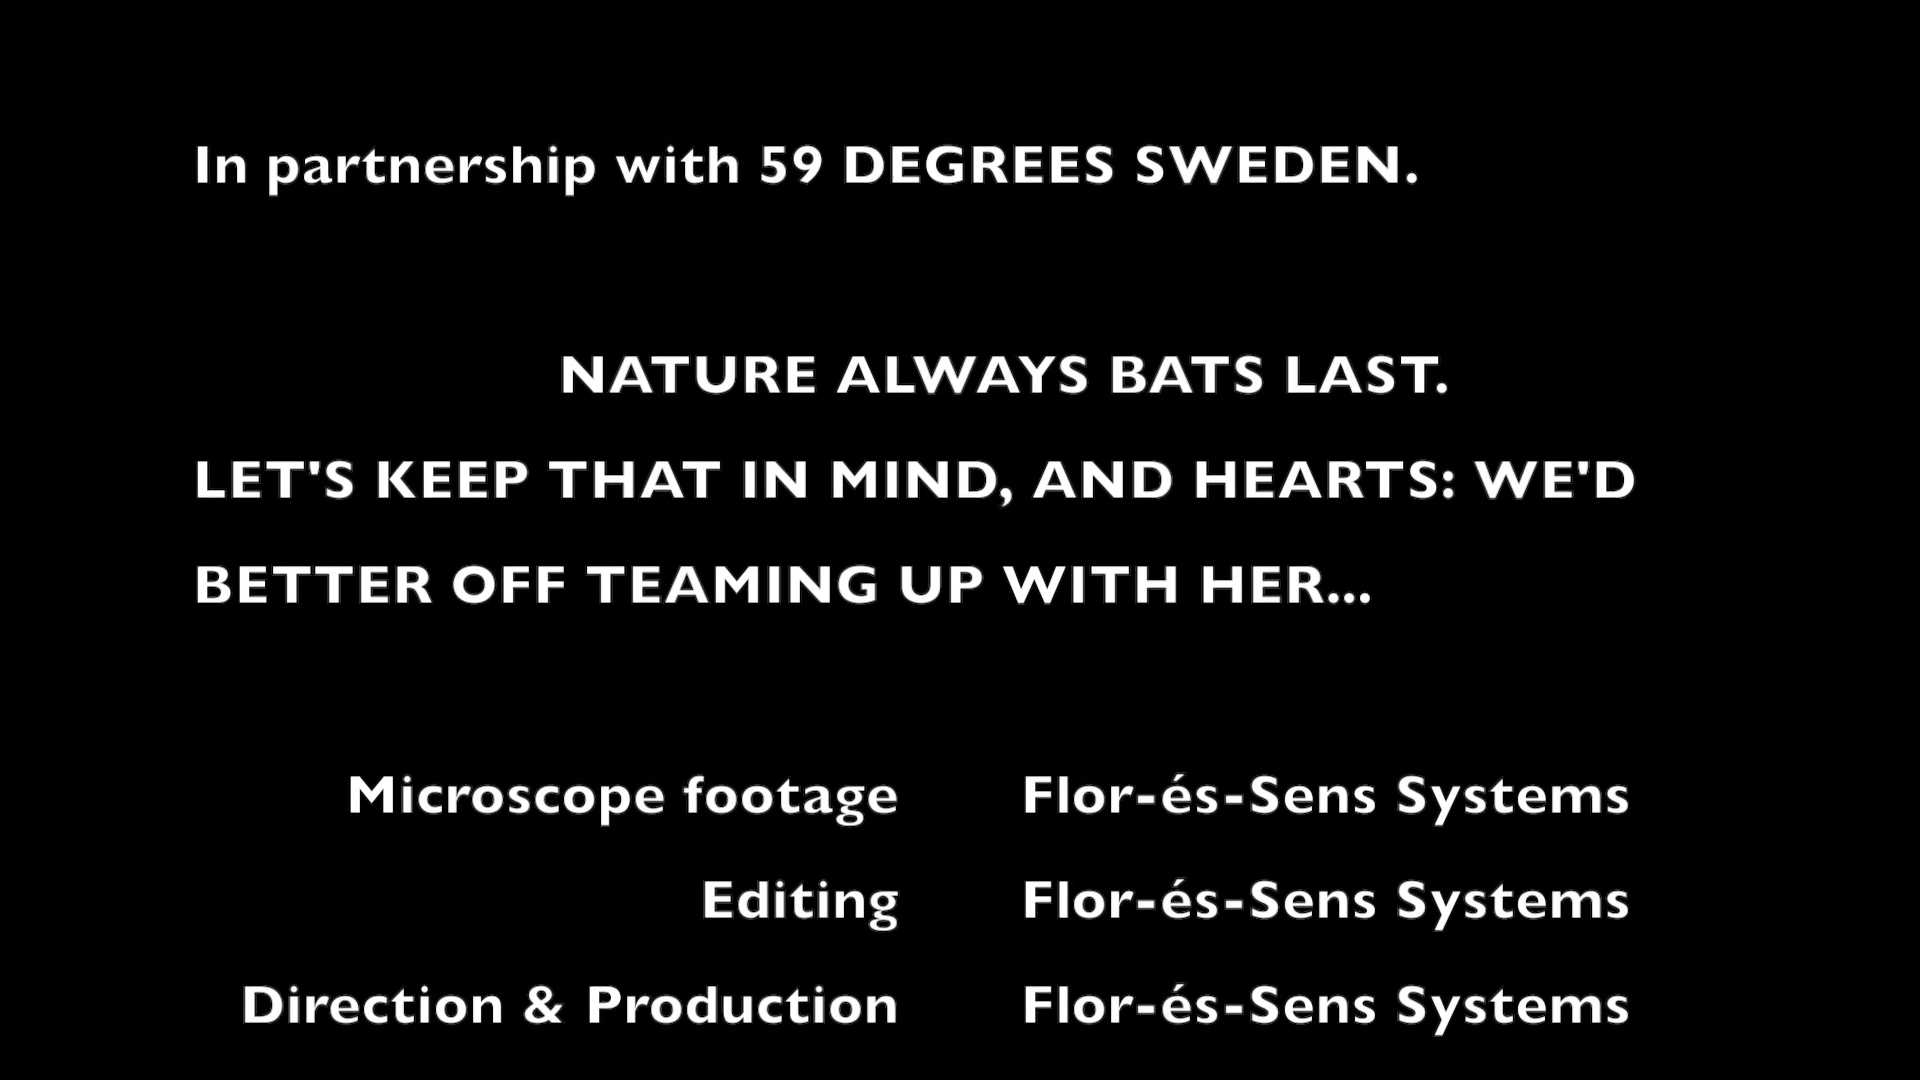 In partnership with 59 DEGREES SWEDEN.
NATURE ALWAYS BATS LAST.
LET'S KEEP THAT IN MIND, AND HEARTS: WE'D
BETTER OFF TEAMING UP WITH HER...
Microscope footage Flor-és-Sens Systems
Editing Flor-és-Sens Systems
Direction & Production Flor-és-Sens Systems